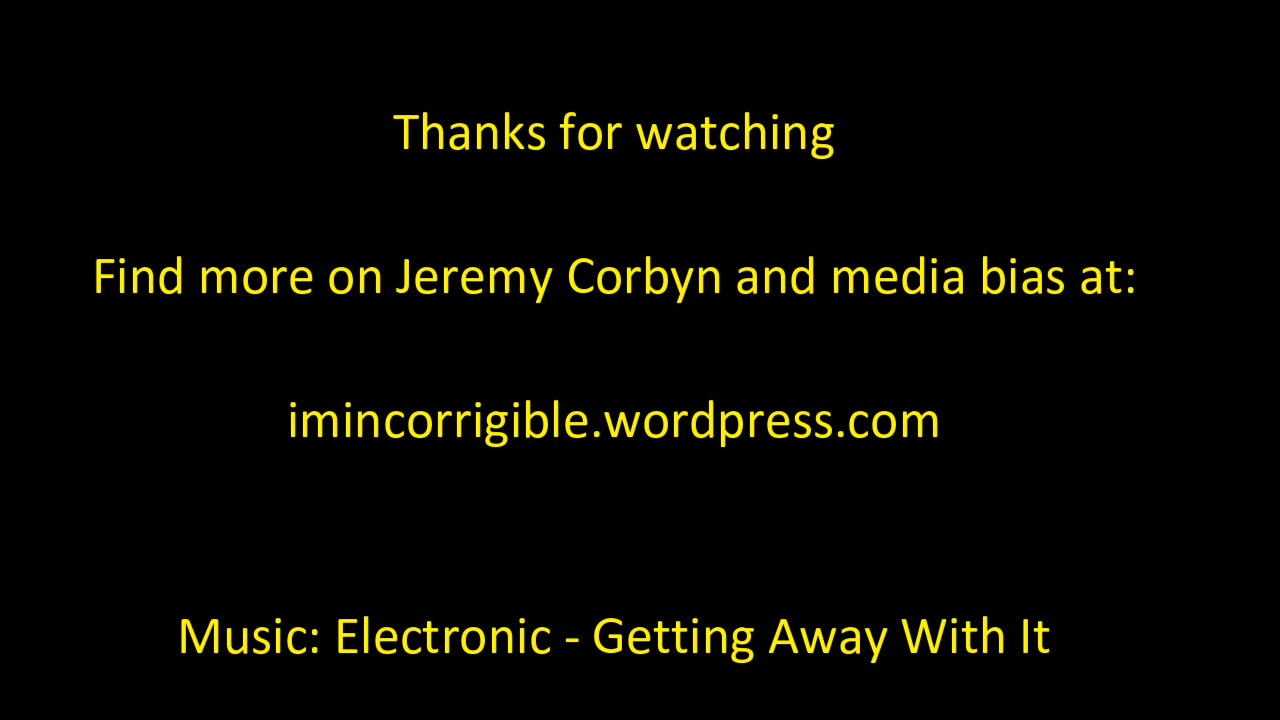 Thanks for watching
Find more on Jeremy Corbyn and media bias at:
imincorrigible.wordpress.com
Music: Electronic - Getting Away With It